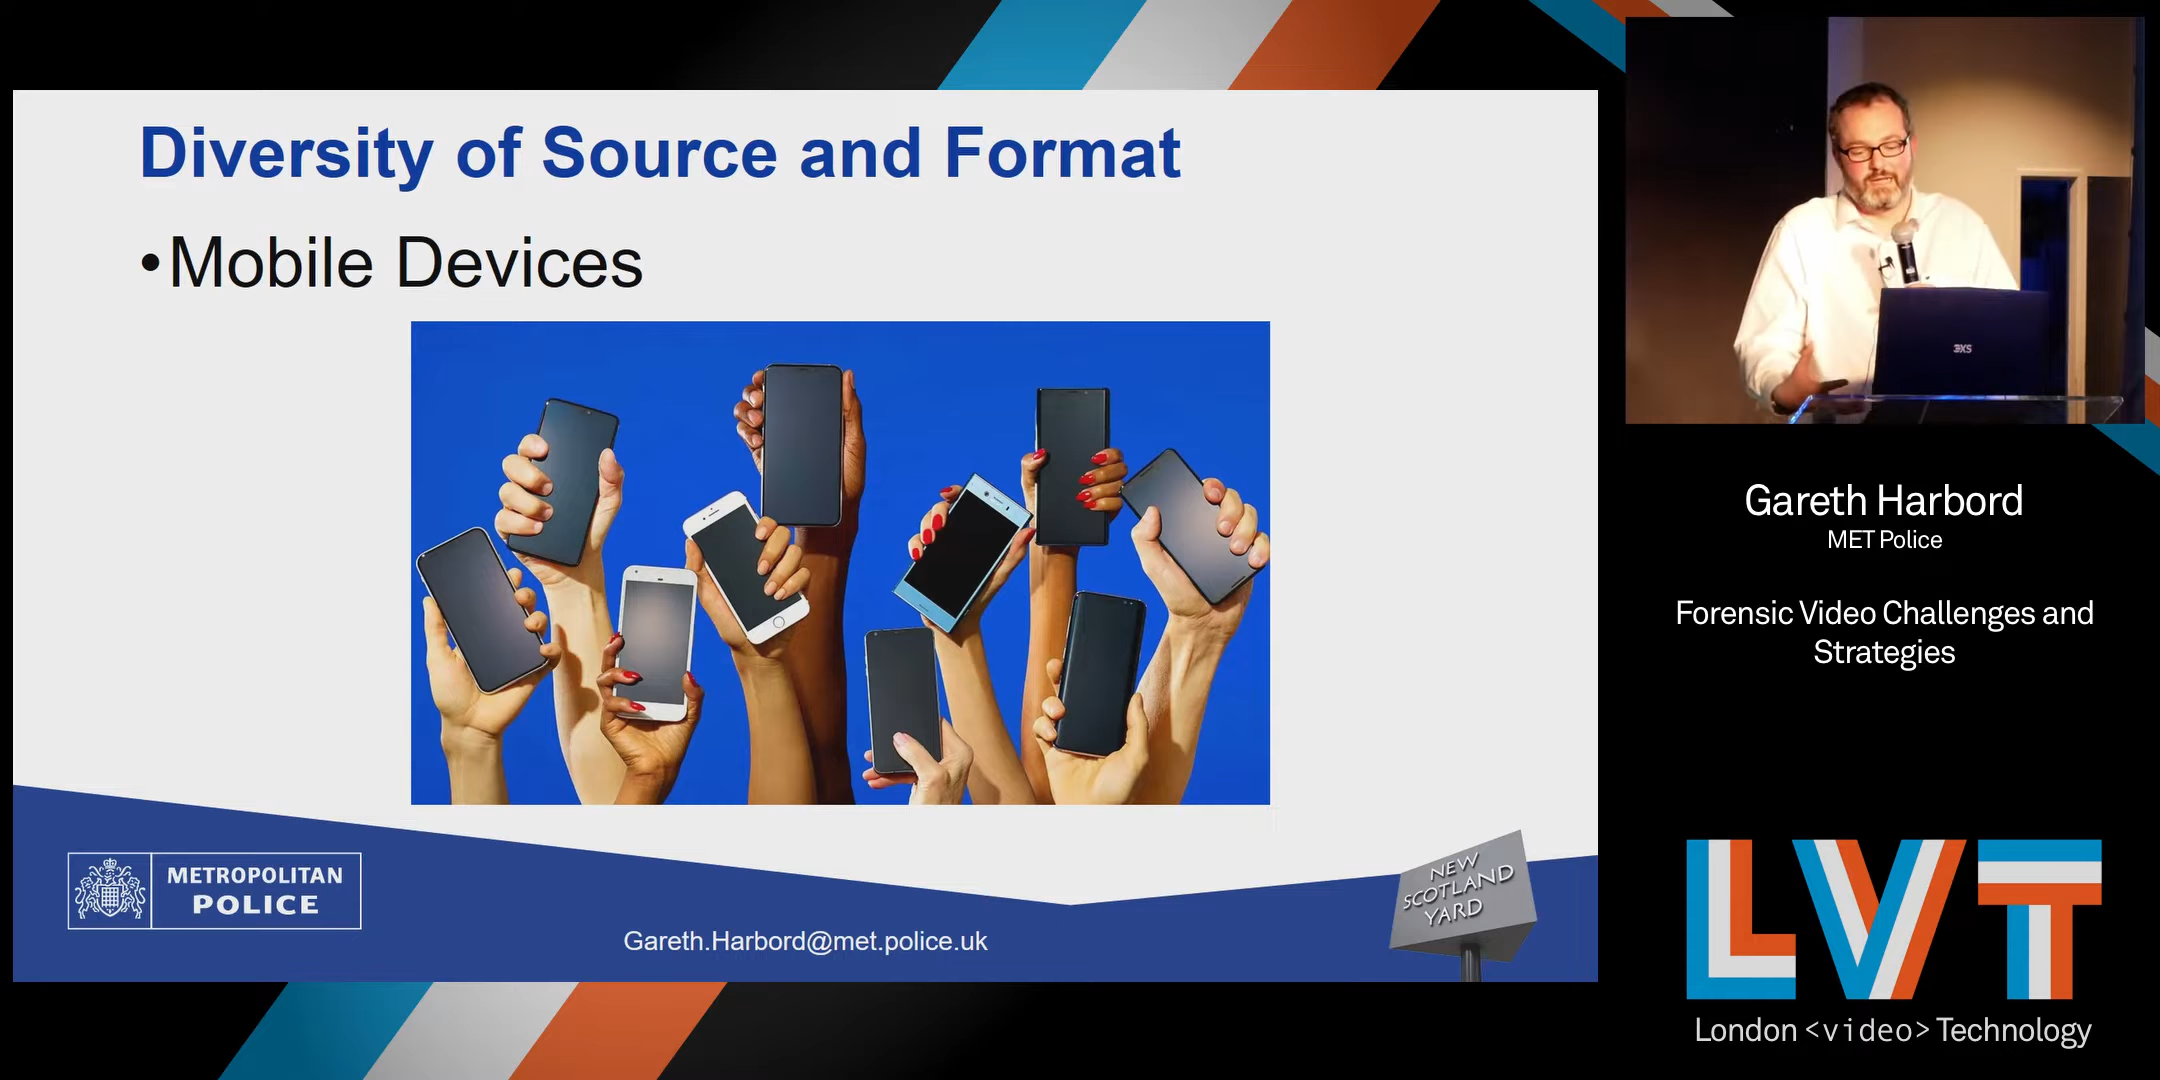 Diversity of Source and Format
•Mobile Devices
METROPOLITAN
POLICE
Gareth.Harbord@met.police.uk
NEW
SCOTLAND
YARD
3XS
Gareth Harbord
MET Police
Forensic Video Challenges and
Strategies
LVT
London <video> Technology